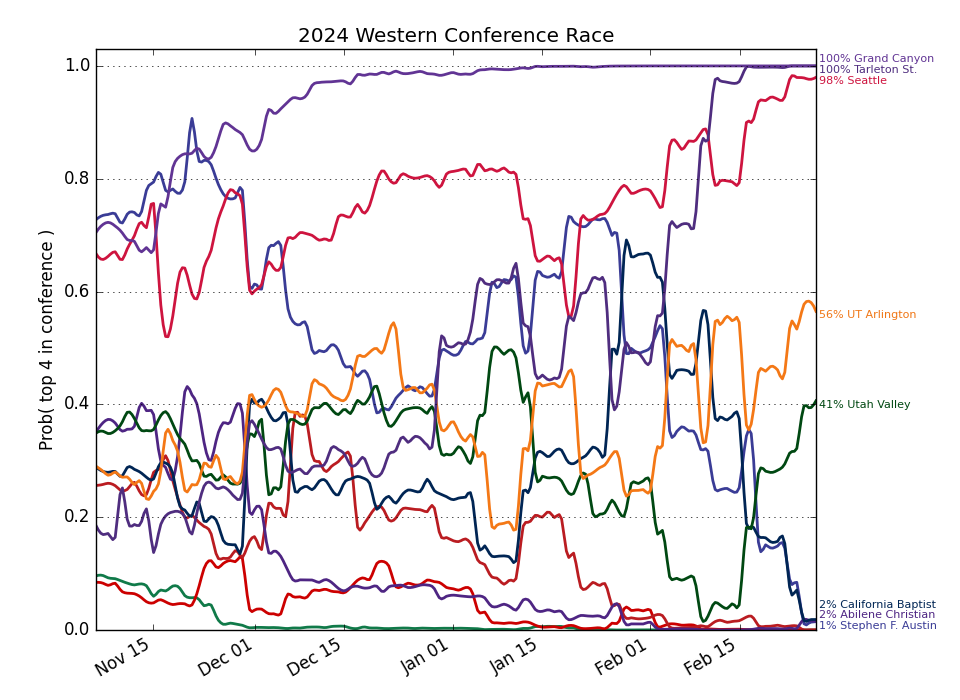 2024 Western Conference Race
Prob( top 4 in conference )
1.0
0.8
0.6
0.4
0.2
0.0
Nov 15
Dec 01
Dec 15
Jan 01
Jan 15
Feb 01
Feb 15
100% Grand Canyon
100% Tarleton St.
98% Seattle
56% UT Arlington
41% Utah Valley
2% California Baptist
2% Abilene Christian
1% Stephen F. Austin